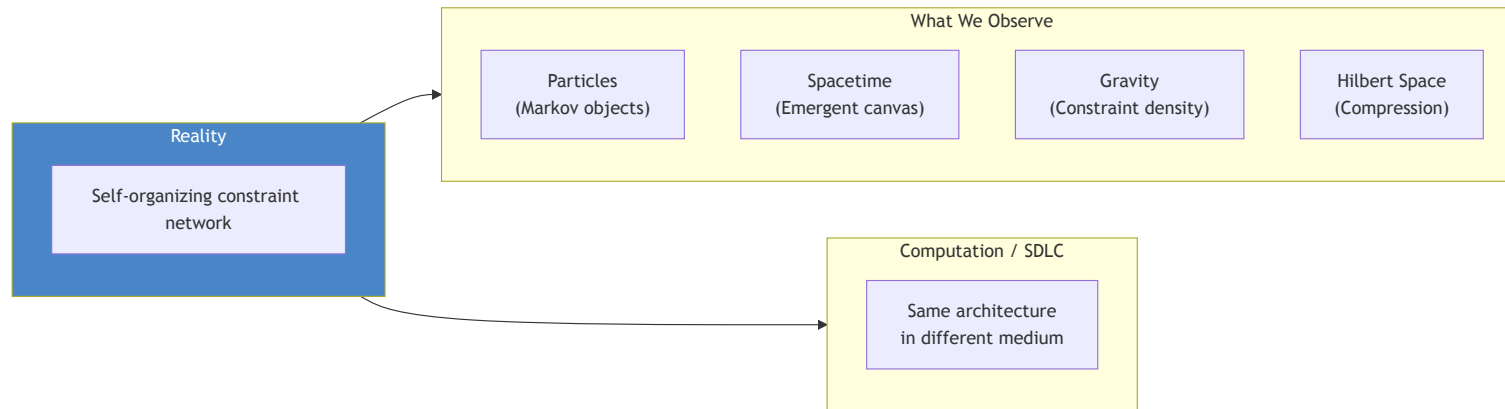 What We Observe
Particles
(Markov objects)
Spacetime
(Emergent canvas)
Gravity
(Constraint density)
Hilbert Space
(Compression)
Reality
Self-organizing constraint
network
Computation / SDLC
Same architecture
in different medium